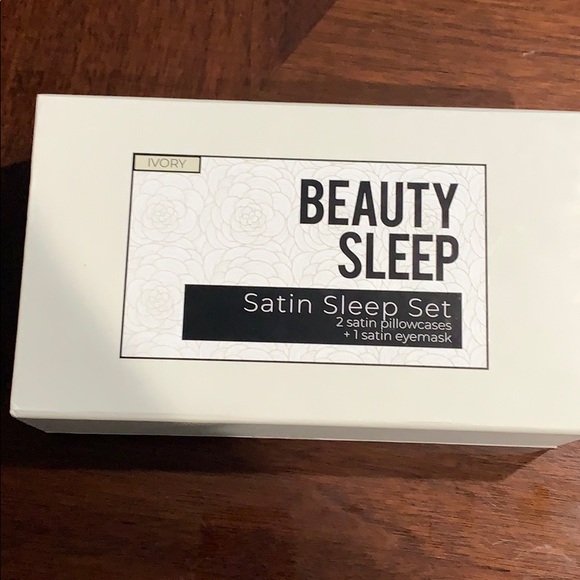 IVORY
BEAUTY
SLEEP
Satin Sleep Set
2 satin pillowcases
+ 1 satin eyemask